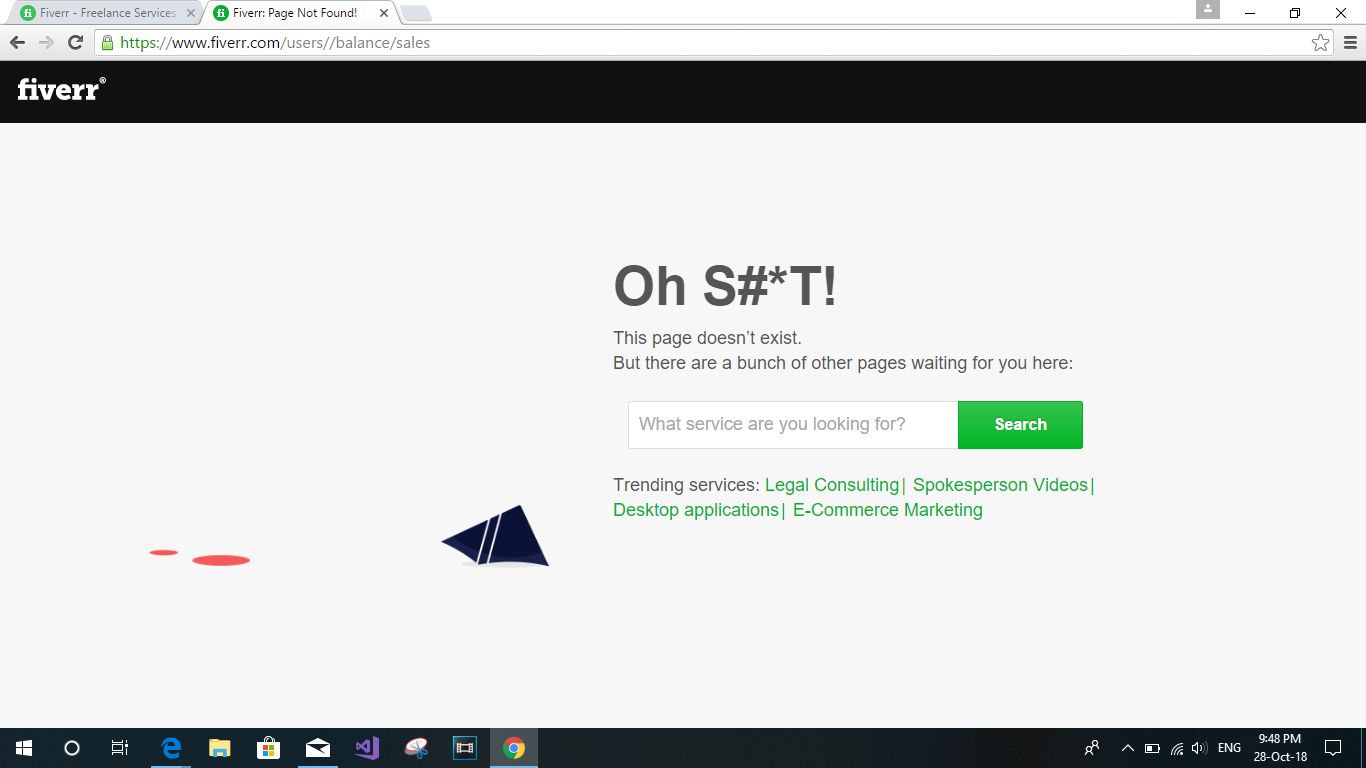 Fiverr - Freelance Services
Fiverr: Page Not Found!
https://www.fiverr.com/users//balance/sales
fiverr®
Oh S#*T!
This page doesn’t exist.
But there are a bunch of other pages waiting for you here:
What service are you looking for?
Search
Trending services: Legal Consulting| Spokesperson Videos|
Desktop applications| E-Commerce Marketing
ENG
9:48 PM
28-Oct-18